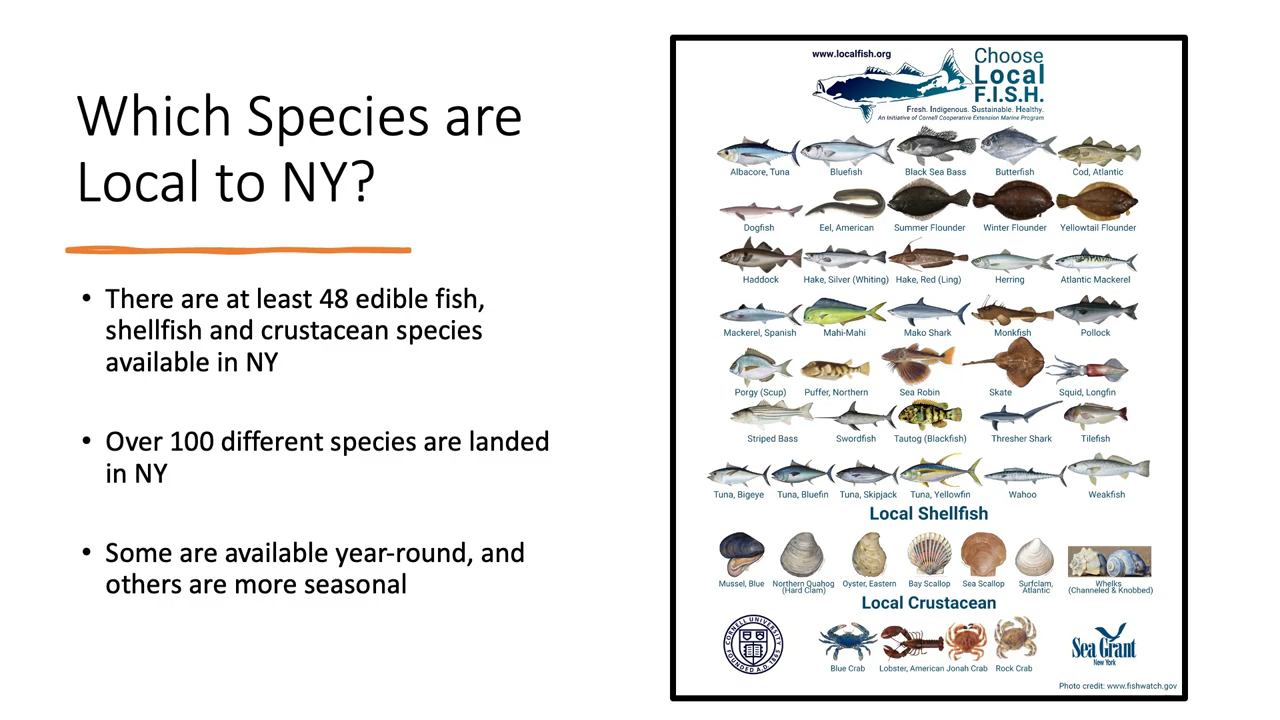 Which Species are
Local to NY?
• There are at least 48 edible fish,
shellfish and crustacean species
available in NY
• Over 100 different species are landed
in NY
• Some are available year-round, and
others are more seasonal
www.localfish.org
Choose
Local
F.I.S.H.
Fresh. Indigenous. Sustainable. Healthy.
An Initiative of Cornell Cooperative Extension Marine Program
Albacore, Tuna Bluefish Black Sea Bass Butterfish Cod, Atlantic
Dogfish Eel, American Summer Flounder Winter Flounder Yellowtail Flounder
Haddock Hake, Silver (Whiting) Hake, Red (Ling) Herring Atlantic Mackerel
Mackerel, Spanish Mahi-Mahi Mako Shark Monkfish Pollock
Porgy (Scup) Puffer, Northern Sea Robin Skate Squid, Longfin
Striped Bass Swordfish Tautog (Blackfish) Thresher Shark Tilefish
Tuna, Bigeye Tuna, Bluefin Tuna, Skipjack Tuna, Yellowfin Wahoo Weakfish
Local Shellfish
Mussel, Blue Northern Quahog Oyster, Eastern Bay Scallop Sea Scallop Surfclam, Whelks
(Hard Clam) Atlantic (Channeled & Knobbed)
Local Crustacean
CORNELL UNIVERSITY
FOUNDED A.D. 1865
Blue Crab Lobster, American Jonah Crab Rock Crab
Sea Grant
New York
Photo credit: www.fishwatch.gov